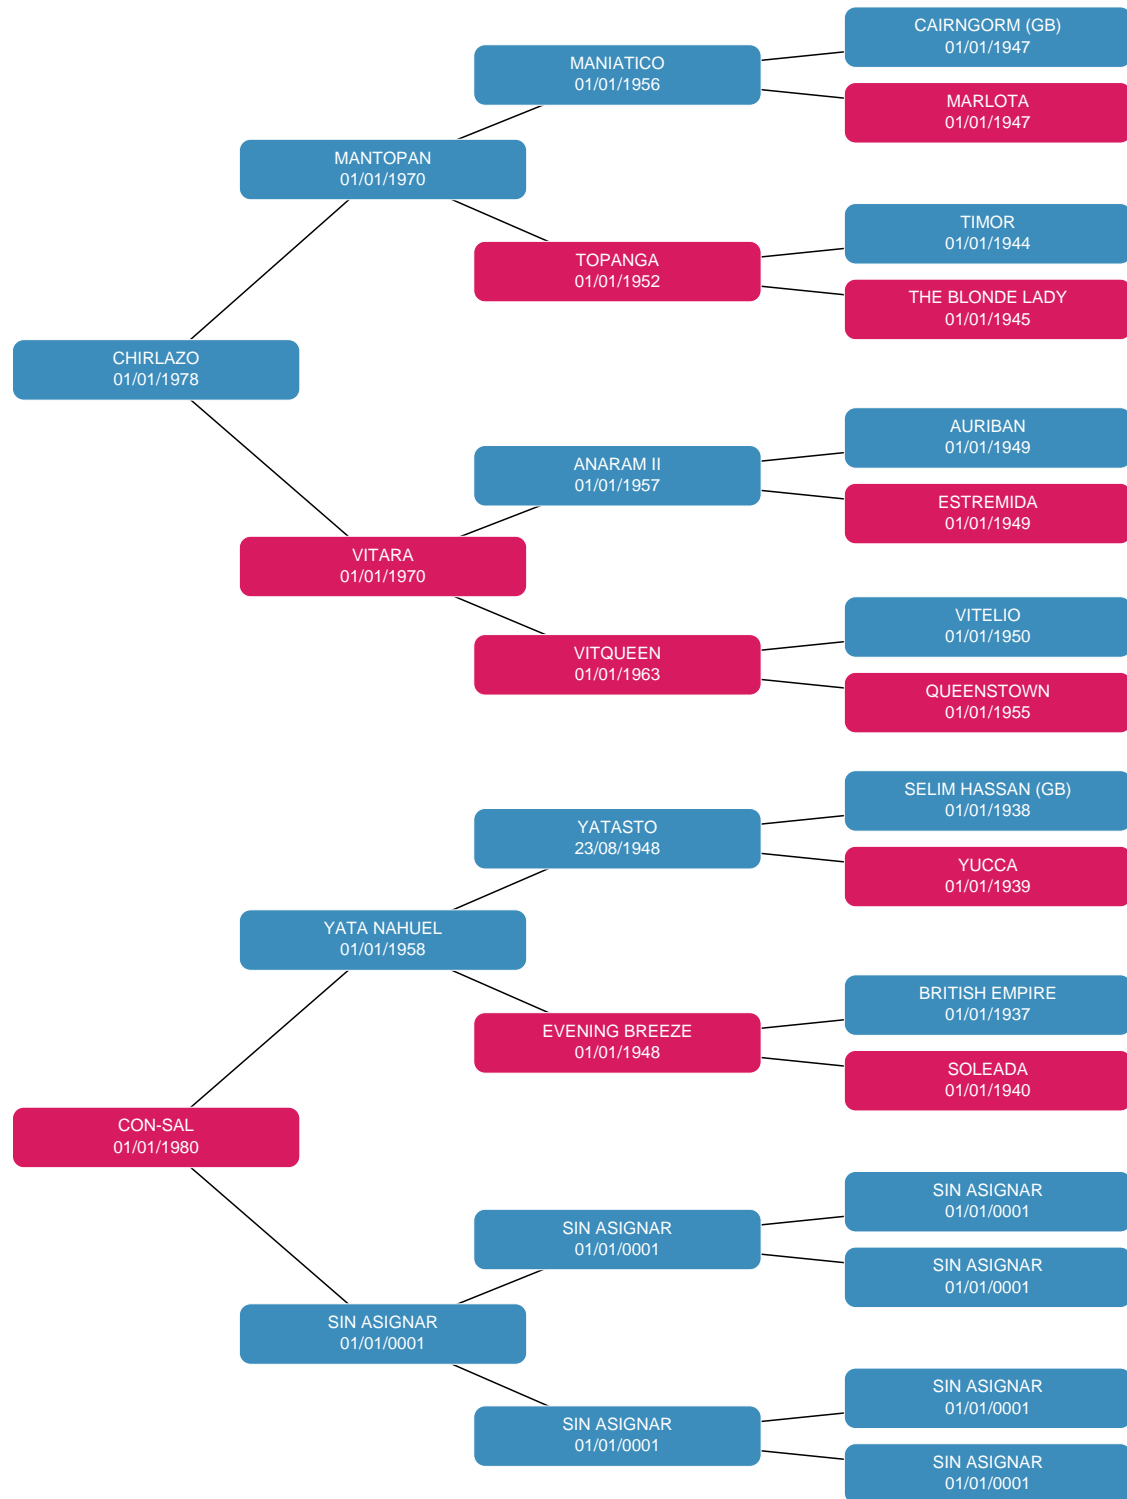 CAIRNGORM (GB)
01/01/1947
MANIATICO
01/01/1956
MARLOTA
01/01/1947
MANTOPAN
01/01/1970
TIMOR
01/01/1944
TOPANGA
01/01/1952
THE BLONDE LADY
01/01/1945
CHIRLAZO
01/01/1978
AURIBAN
01/01/1949
ANARAM II
01/01/1957
ESTREMIDA
01/01/1949
VITARA
01/01/1970
VITELIO
01/01/1950
VITQUEEN
01/01/1963
QUEENSTOWN
01/01/1955
SELIM HASSAN (GB)
01/01/1938
YATASTO
23/08/1948
YUCCA
01/01/1939
YATA NAHUEL
01/01/1958
BRITISH EMPIRE
01/01/1937
EVENING BREEZE
01/01/1948
SOLEADA
01/01/1940
CON-SAL
01/01/1980
SIN ASIGNAR
01/01/0001
SIN ASIGNAR
01/01/0001
SIN ASIGNAR
01/01/0001
SIN ASIGNAR
01/01/0001
SIN ASIGNAR
01/01/0001
SIN ASIGNAR
01/01/0001
SIN ASIGNAR
01/01/0001